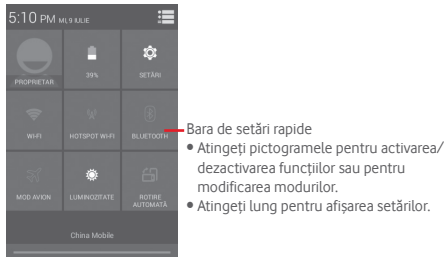 5:10 PM MI, 9 IULIE
PROPRIETAR
39%
SETĂRI
WI-FI
HOTSPOT WI-FI
BLUETOOTH
MOD AVION
LUMINOZITATE
ROTIRE
AUTOMATĂ
China Mobile
Bara de setări rapide
• Atingeți pictogramele pentru activarea/
dezactivarea funcțiilor sau pentru
modificarea modurilor.
• Atingeți lung pentru afișarea setărilor.